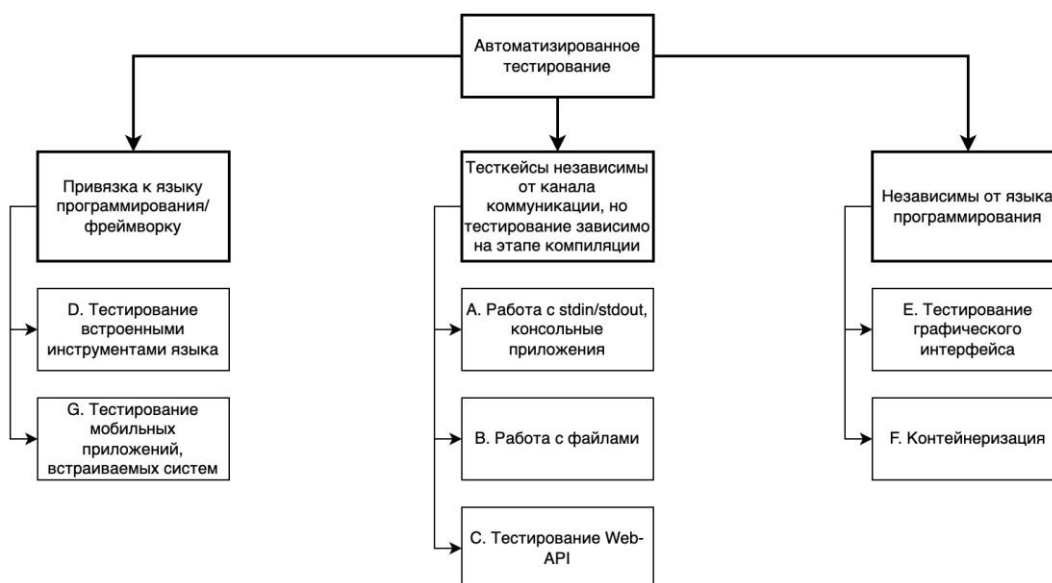 Автоматизированное
тестирование
Привязка к языку
программирования/
фреймворку
Тесткейсы независимы
от канала
коммуникации, но
тестирование зависимо
на этапе компиляции
Независимы от языка
программирования
D. Тестирование
встроенными
инструментами языка
A. Работа с stdin/stdout,
консольные
приложения
E. Тестирование
графического
интерфейса
G. Тестирование
мобильных
приложений,
встраиваемых систем
B. Работа с файлами
F. Контейнеризация
C. Тестирование Web-
API